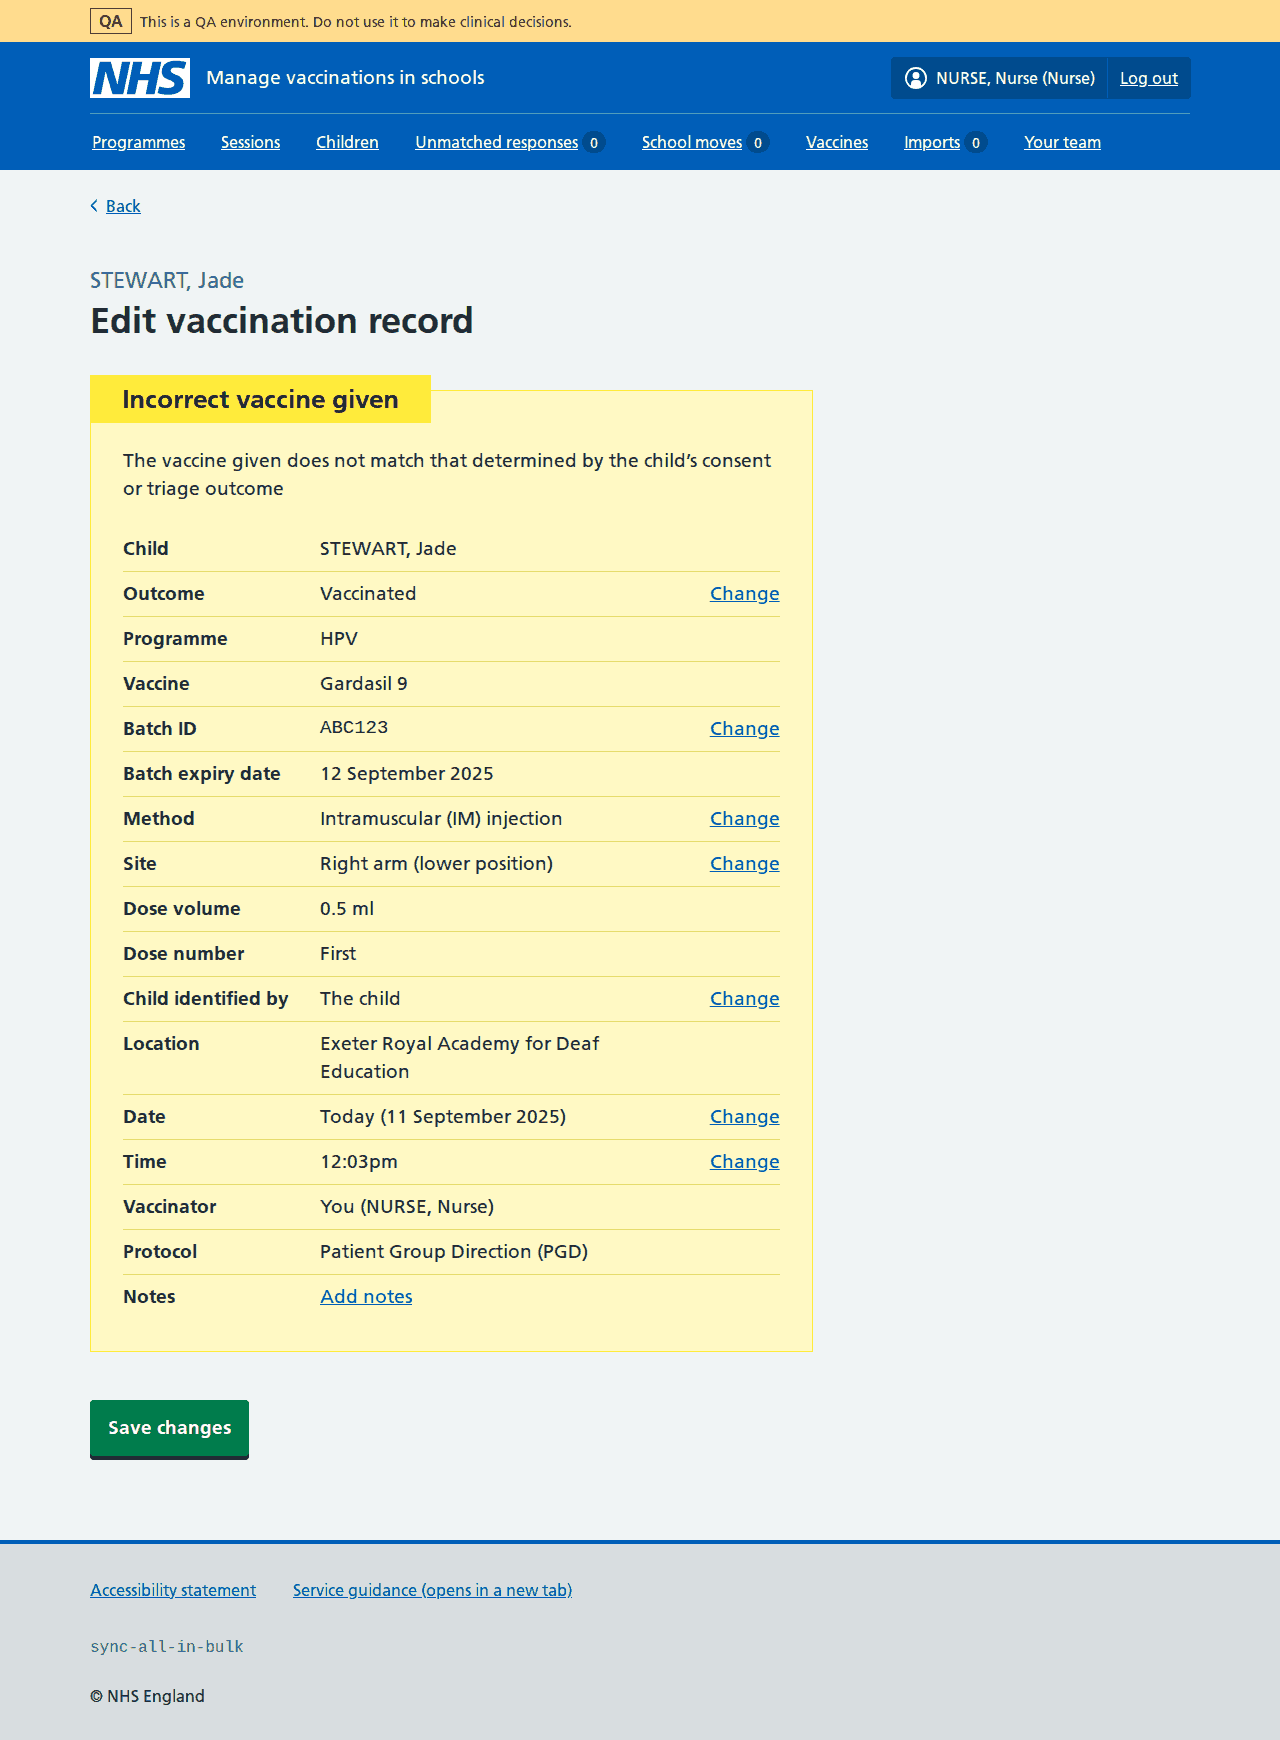 QA This is a QA environment. Do not use it to make clinical decisions.
NHS Manage vaccinations in schools NURSE, Nurse (Nurse) Log out
Programmes Sessions Children Unmatched responses 0 School moves 0 Vaccines Imports 0 Your team
Back
STEWART, Jade
Edit vaccination record
Incorrect vaccine given
The vaccine given does not match that determined by the child’s consent
or triage outcome
Child STEWART, Jade
Outcome Vaccinated Change
Programme HPV
Vaccine Gardasil 9
Batch ID ABC123 Change
Batch expiry date 12 September 2025
Method Intramuscular (IM) injection Change
Site Right arm (lower position) Change
Dose volume 0.5 ml
Dose number First
Child identified by The child Change
Location Exeter Royal Academy for Deaf
Education
Date Today (11 September 2025) Change
Time 12:03pm Change
Vaccinator You (NURSE, Nurse)
Protocol Patient Group Direction (PGD)
Notes Add notes
Save changes
Accessibility statement Service guidance (opens in a new tab)
sync-all-in-bulk
© NHS England